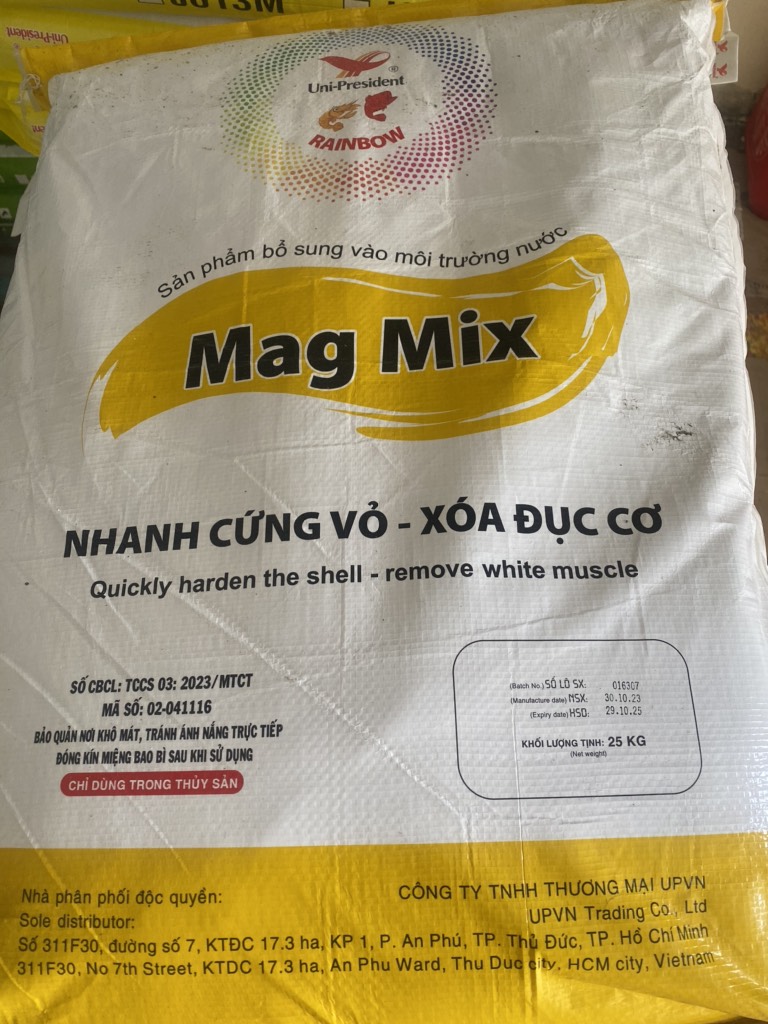 Uni-President
Uni-President
®
Uni-President
RAINBOW
Sản phẩm bổ sung vào môi trường nước
Mag Mix
NHANH CỨNG VỎ - XÓA ĐỤC CƠ
Quickly harden the shell - remove white muscle
SỐ CBCL: TCCS 03: 2023/MTCT
MÃ SỐ: 02-041116
BẢO QUẢN NƠI KHÔ MÁT, TRÁNH ÁNH NẮNG TRỰC TIẾP
ĐÓNG KÍN MIỆNG BAO BÌ SAU KHI SỬ DỤNG
CHỈ DÙNG TRONG THỦY SẢN
(Batch No.) SỐ LÔ SX: 016307
(Manufacture date) NSX: 30.10.23
(Expiry date) HSD: 29.10.25
KHỐI LƯỢNG TỊNH: 25 KG
(Net weight)
Nhà phân phối độc quyền:
Sole distributor:
CÔNG TY TNHH THƯƠNG MẠI UPVN
UPVN Trading Co., Ltd
Số 311F30, đường số 7, KTĐC 17.3 ha, KP 1, P. An Phú, TP. Thủ Đức, TP. Hồ Chí Minh
311F30, No 7th Street, KTDC 17.3 ha, An Phu Ward, Thu Duc city, HCM city, Vietnam